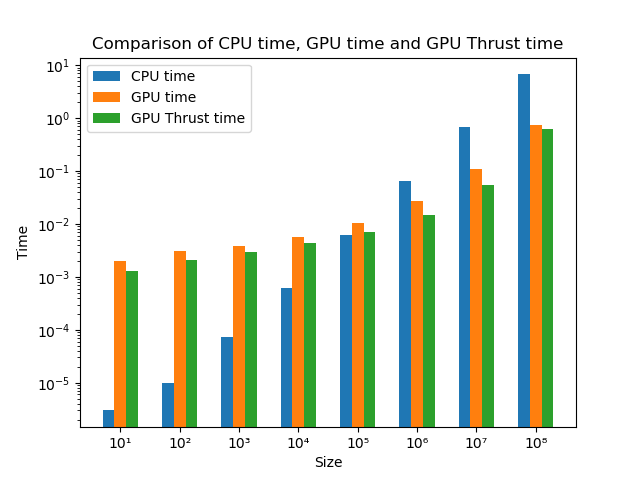 Comparison of CPU time, GPU time and GPU Thrust time
CPU time
GPU time
GPU Thrust time
10¹
10⁰
10⁻¹
10⁻²
10⁻³
10⁻⁴
10⁻⁵
Time
10¹ 10² 10³ 10⁴ 10⁵ 10⁶ 10⁷ 10⁸
Size